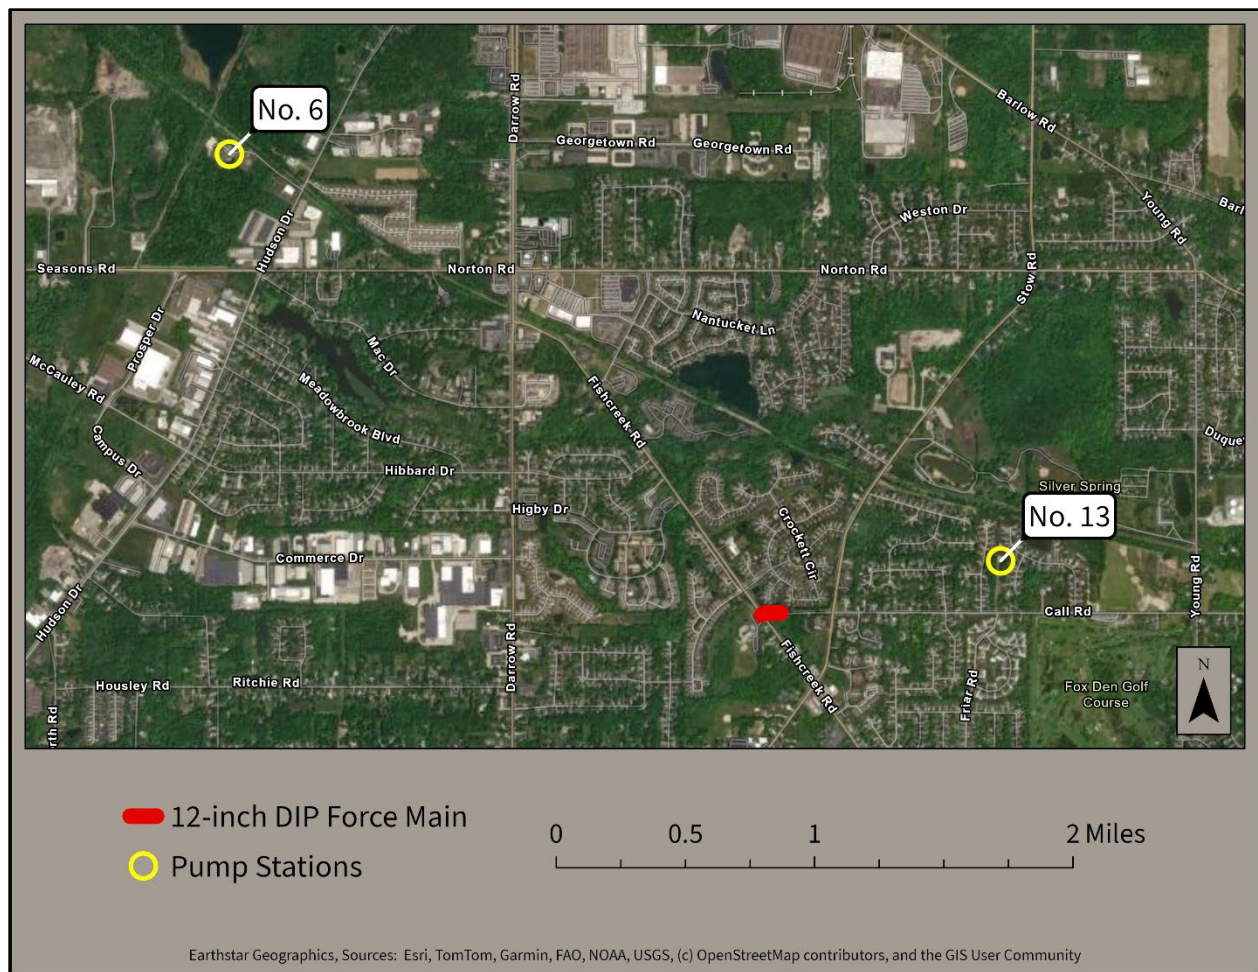 No. 6
Darrow Rd
Barlow Rd
Georgetown Rd
Georgetown Rd
Young Rd
Barl
Weston Dr
Hudson Dr
Seasons Rd
Norton Rd
Norton Rd
Stow Rd
Prosper Dr
Nantucket Ln
Mac Dr
McCauley Rd
Meadowbrook Blvd
Fishcreek Rd
Campus Dr
Duque
Hibbard Dr
Silver Spring
Higby Dr
No. 13
Crockett Cir
Commerce Dr
Young Rd
Hudson Dr
Call Rd
Darrow Rd
Fishcreek Rd
Housley Rd
Ritchie Rd
Friar Rd
Fox Den Golf
Course
N
rth Rd
12-inch DIP Force Main
Pump Stations
0 0.5 1 2 Miles
Earthstar Geographics, Sources: Esri, TomTom, Garmin, FAO, NOAA, USGS, (c) OpenStreetMap contributors, and the GIS User Community